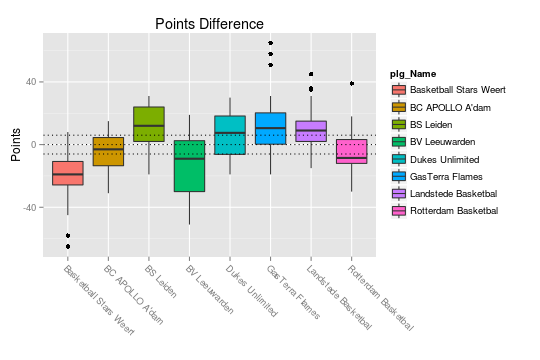 Points Difference
Points
40
0
-40
Basketball Stars Weert
BC APOLLO A'dam
BS Leiden
BV Leeuwarden
Dukes Unlimited
GasTerra Flames
Landstede Basketbal
Rotterdam Basketbal
plg_Name
Basketball Stars Weert
BC APOLLO A'dam
BS Leiden
BV Leeuwarden
Dukes Unlimited
GasTerra Flames
Landstede Basketbal
Rotterdam Basketbal